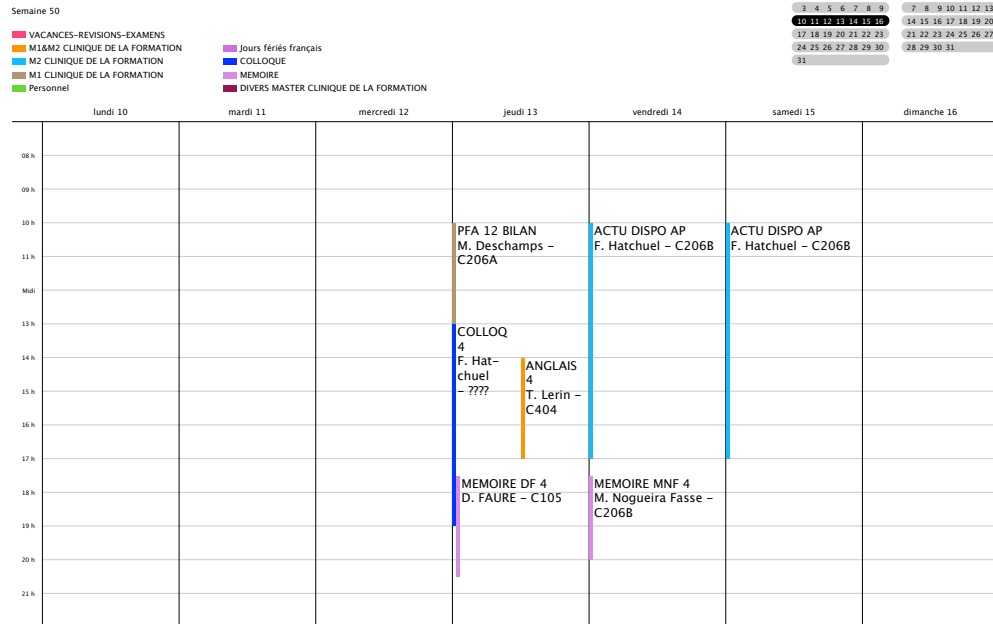 Semaine 50
3 4 5 6 7 8 9
7 8 9 10 11 12 13
10 11 12 13 14 15 16
14 15 16 17 18 19 20
17 18 19 20 21 22 23
21 22 23 24 25 26 27
24 25 26 27 28 29 30
28 29 30 31
31
VACANCES-REVISIONS-EXAMENS
M1&M2 CLINIQUE DE LA FORMATION
M2 CLINIQUE DE LA FORMATION
M1 CLINIQUE DE LA FORMATION
Personnel
Jours fériés français
COLLOQUE
MEMOIRE
DIVERS MASTER CLINIQUE DE LA FORMATION
lundi 10
mardi 11
mercredi 12
jeudi 13
vendredi 14
samedi 15
dimanche 16
08 h
09 h
10 h
11 h
Midi
13 h
14 h
15 h
16 h
17 h
18 h
19 h
20 h
21 h
PFA 12 BILAN
M. Deschamps -
C206A
COLLOQ
4
F. Hat-
chuel
- ????
ANGLAIS
4
T. Lerin -
C404
MEMOIRE DF 4
D. FAURE - C105
ACTU DISPO AP
F. Hatchuel - C206B
MEMOIRE MNF 4
M. Nogueira Fasse -
C206B
ACTU DISPO AP
F. Hatchuel - C206B